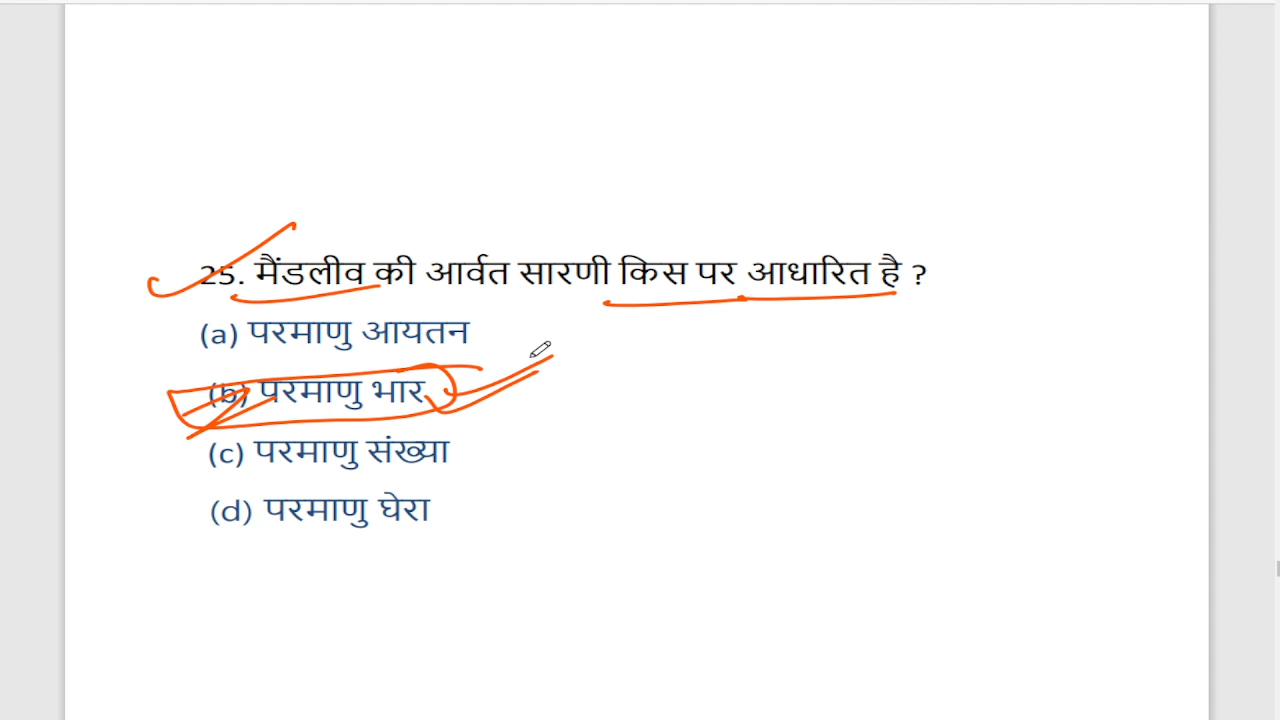 25. मैंडलीव की आर्वत सारणी किस पर आधारित है ?
(a) परमाणु आयतन
(b) परमाणु भार
(c) परमाणु संख्या
(d) परमाणु घेरा